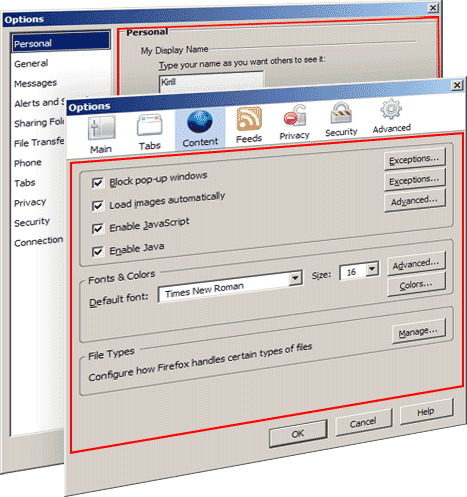 Options
Personal
General
Messages
Alerts and
Sharing
File Transfer
Phone
Tabs
Privacy
Security
Connection
Personal
My Display Name
Type your name as you want others to see it:
Kirill
Options
Main
Tabs
Content
Feeds
Privacy
Security
Advanced
Block pop-up windows
Exceptions...
Load images automatically
Exceptions...
Enable JavaScript
Advanced...
Enable Java
Fonts & Colors
Default font:
Times New Roman
Size:
16
Advanced...
Colors...
File Types
Configure how Firefox handles certain types of files
Manage...
OK
Cancel
Help